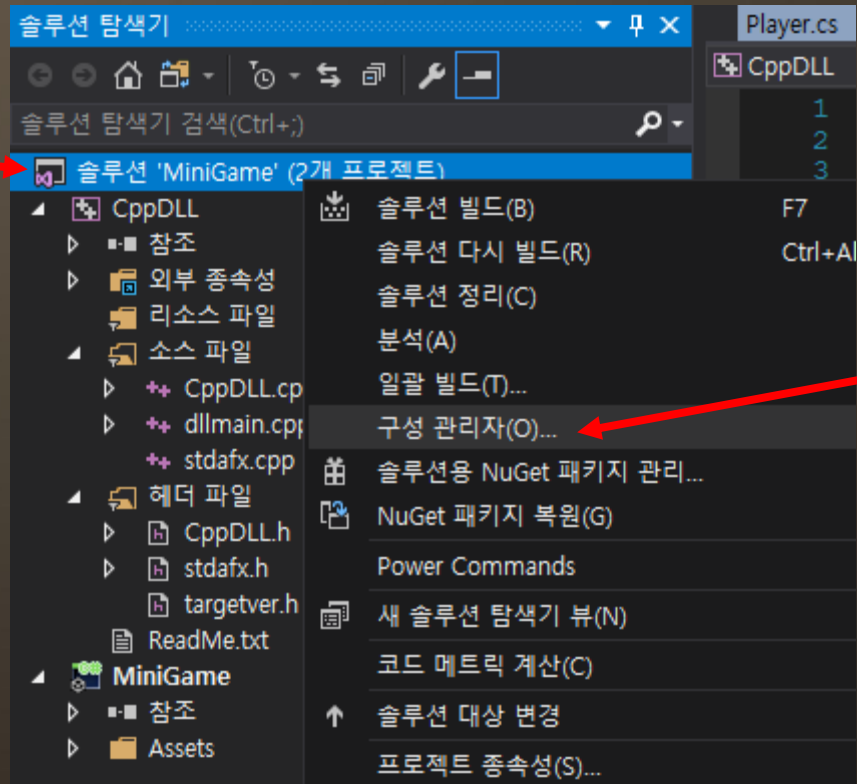 솔루션 탐색기
Player.cs
CppDLL
솔루션 탐색기 검색(Ctrl+;)
1
2
3
솔루션 'MiniGame' (2개 프로젝트)
CppDLL
참조
외부 종속성
리소스 파일
소스 파일
CppDLL.cp
dllmain.cpp
stdafx.cpp
헤더 파일
CppDLL.h
stdafx.h
targetver.h
ReadMe.txt
MiniGame
참조
Assets
솔루션 빌드(B) F7
솔루션 다시 빌드(R) Ctrl+Al
솔루션 정리(C)
분석(A)
일괄 빌드(T)...
구성 관리자(O)...
솔루션용 NuGet 패키지 관리...
NuGet 패키지 복원(G)
Power Commands
새 솔루션 탐색기 뷰(N)
코드 메트릭 계산(C)
솔루션 대상 변경
프로젝트 종속성(S)...